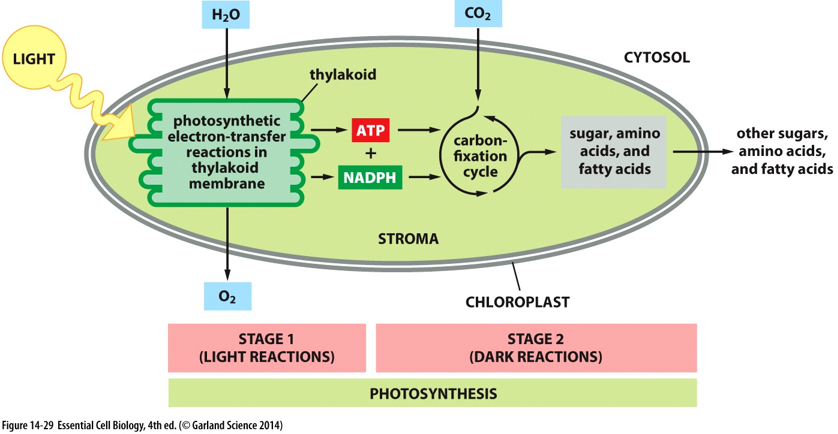 H₂O
CO₂
LIGHT
CYTOSOL
thylakoid
photosynthetic
electron-transfer
reactions in
thylakoid
membrane
ATP
+
NADPH
carbon-
fixation
cycle
sugar, amino
acids, and
fatty acids
other sugars,
amino acids,
and fatty acids
STROMA
O₂
CHLOROPLAST
STAGE 1
(LIGHT REACTIONS)
STAGE 2
(DARK REACTIONS)
PHOTOSYNTHESIS
Figure 14-29 Essential Cell Biology, 4th ed. (© Garland Science 2014)